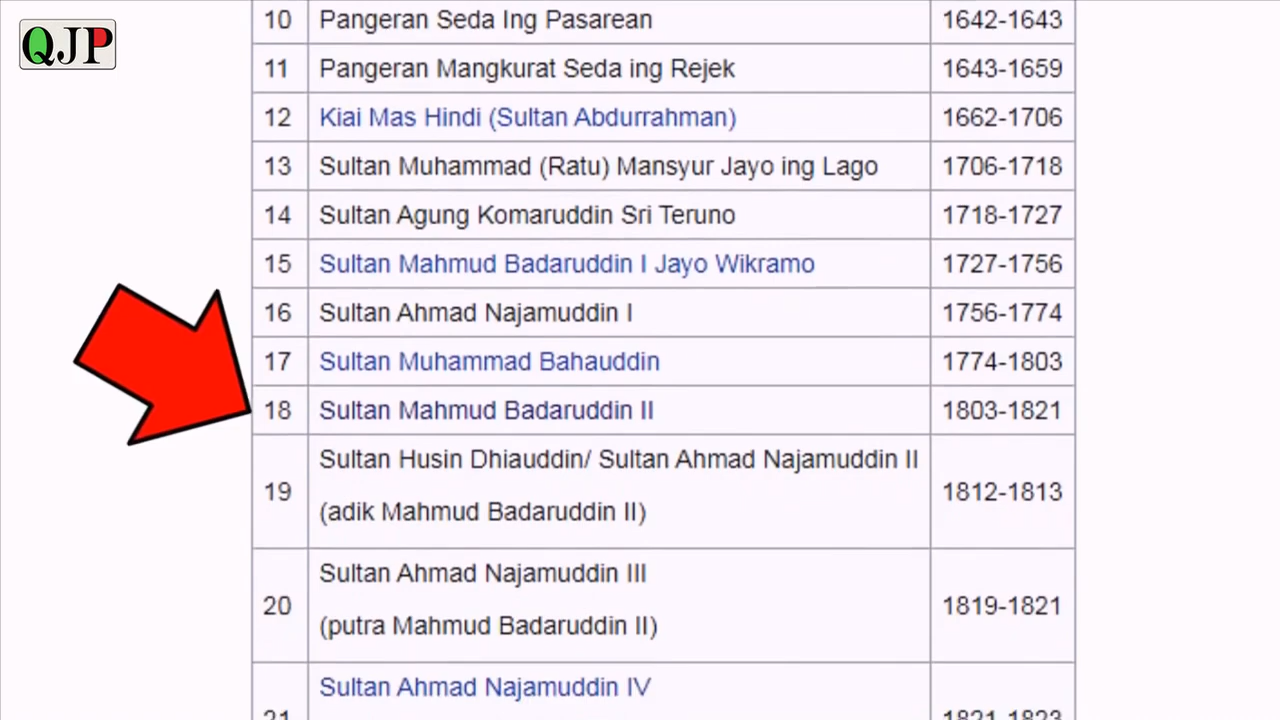 QJP
10 Pangeran Seda Ing Pasarean 1642-1643
11 Pangeran Mangkurat Seda ing Rejek 1643-1659
12 Kiai Mas Hindi (Sultan Abdurrahman) 1662-1706
13 Sultan Muhammad (Ratu) Mansyur Jayo ing Lago 1706-1718
14 Sultan Agung Komaruddin Sri Teruno 1718-1727
15 Sultan Mahmud Badaruddin I Jayo Wikramo 1727-1756
16 Sultan Ahmad Najamuddin I 1756-1774
17 Sultan Muhammad Bahauddin 1774-1803
18 Sultan Mahmud Badaruddin II 1803-1821
19 Sultan Husin Dhiauddin/ Sultan Ahmad Najamuddin II 1812-1813
(adik Mahmud Badaruddin II)
20 Sultan Ahmad Najamuddin III 1819-1821
(putra Mahmud Badaruddin II)
Sultan Ahmad Najamuddin IV
21 1821-1823